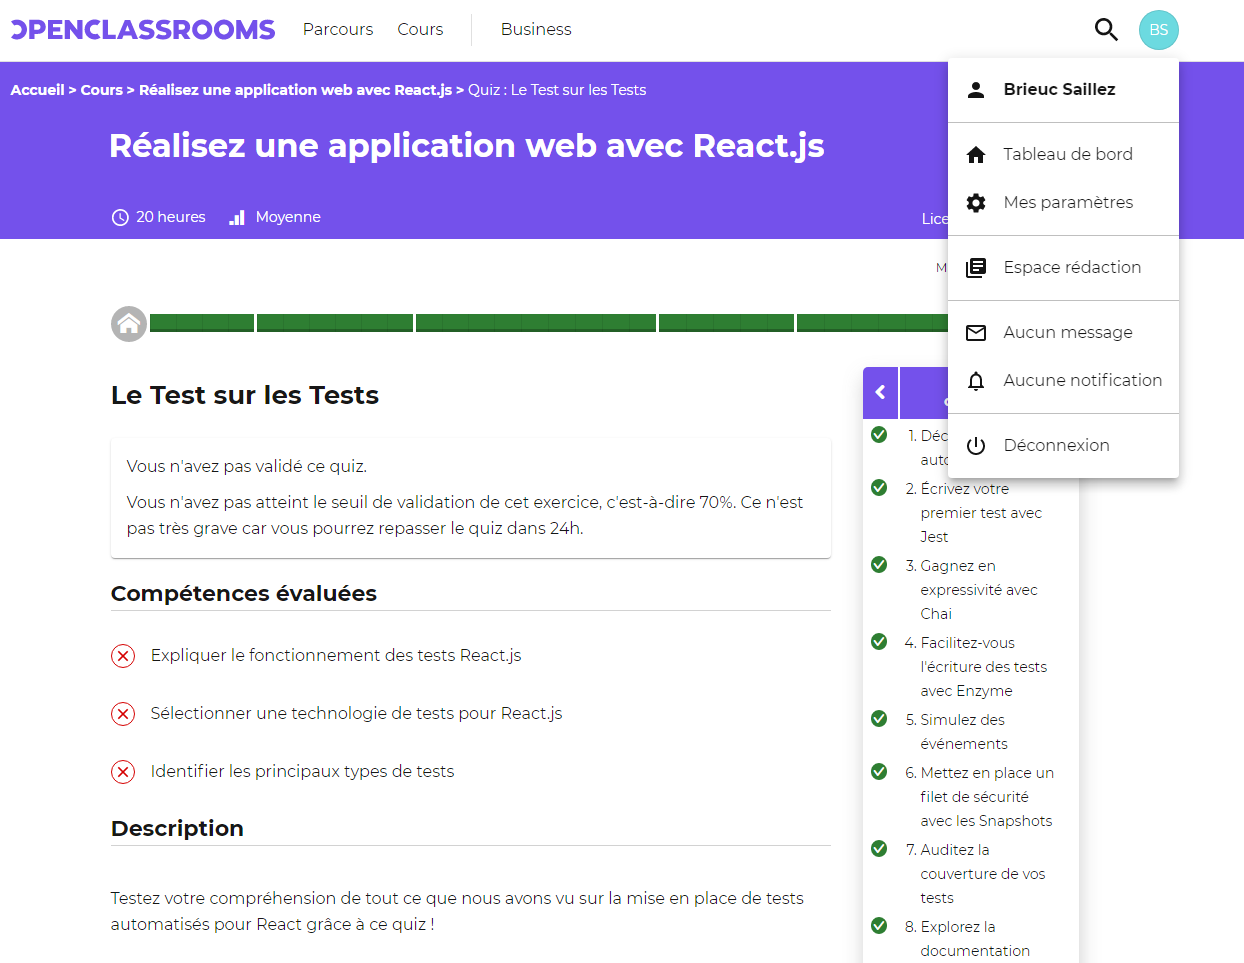 OPENCLASSROOMS Parcours Cours Business BS
Accueil > Cours > Réalisez une application web avec React.js > Quiz : Le Test sur les Tests
Réalisez une application web avec React.js
20 heures Moyenne
Brieuc Saillez
Tableau de bord
Mes paramètres
Espace rédaction
Aucun message
Aucune notification
Déconnexion
Le Test sur les Tests
Vous n'avez pas validé ce quiz.
Vous n'avez pas atteint le seuil de validation de cet exercice, c'est-à-dire 70%. Ce n'est
pas très grave car vous pourrez repasser le quiz dans 24h.
Compétences évaluées
Expliquer le fonctionnement des tests React.js
Sélectionner une technologie de tests pour React.js
Identifier les principaux types de tests
Description
Testez votre compréhension de tout ce que nous avons vu sur la mise en place de tests
automatisés pour React grâce à ce quiz !
1.
2. Écrivez votre
premier test avec
Jest
3. Gagnez en
expressivité avec
Chai
4. Facilitez-vous
l'écriture des tests
avec Enzyme
5. Simulez des
événements
6. Mettez en place un
filet de sécurité
avec les Snapshots
7. Auditez la
couverture de vos
tests
8. Explorez la
documentation